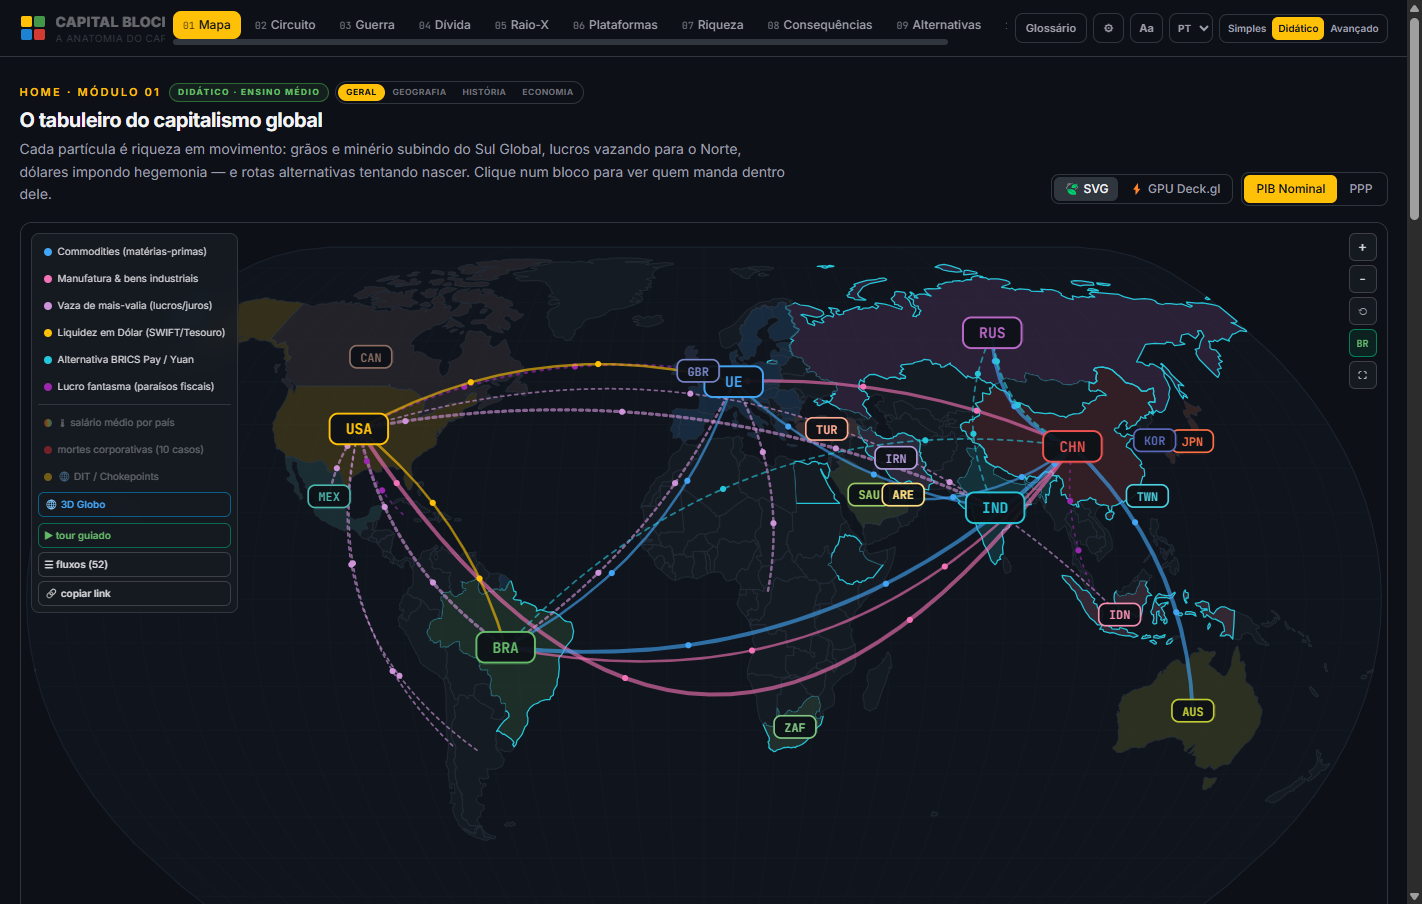 CAPITAL BLOC
A ANATOMIA DO CAP
01 Mapa
02 Circuito
03 Guerra
04 Dívida
05 Raio-X
06 Plataformas
07 Riqueza
08 Consequências
09 Alternativas
Glossário
Aa
PT
Simples
Didático
Avançado
HOME · MÓDULO 01
DIDÁTICO · ENSINO MÉDIO
GERAL
GEOGRAFIA
HISTÓRIA
ECONOMIA
O tabuleiro do capitalismo global
Cada partícula é riqueza em movimento: grãos e minério subindo do Sul Global, lucros vazando para o Norte,
dólares impondo hegemonia — e rotas alternativas tentando nascer. Clique num bloco para ver quem manda dentro
dele.
SVG
GPU Deck.gl
PIB Nominal
PPP
Commodities (matérias-primas)
Manufatura & bens industriais
Vaza de mais-valia (lucros/juros)
Liquidez em Dólar (SWIFT/Tesouro)
Alternativa BRICS Pay / Yuan
Lucro fantasma (paraísos fiscais)
salário médio por país
mortes corporativas (10 casos)
DIT / Chokepoints
3D Globo
tour guiado
fluxos (52)
copiar link
+
−
BR
CAN
USA
MEX
BRA
GBR
UE
RUS
TUR
IRN
SAU
ARE
IND
CHN
KOR
JPN
TWN
IDN
AUS
ZAF